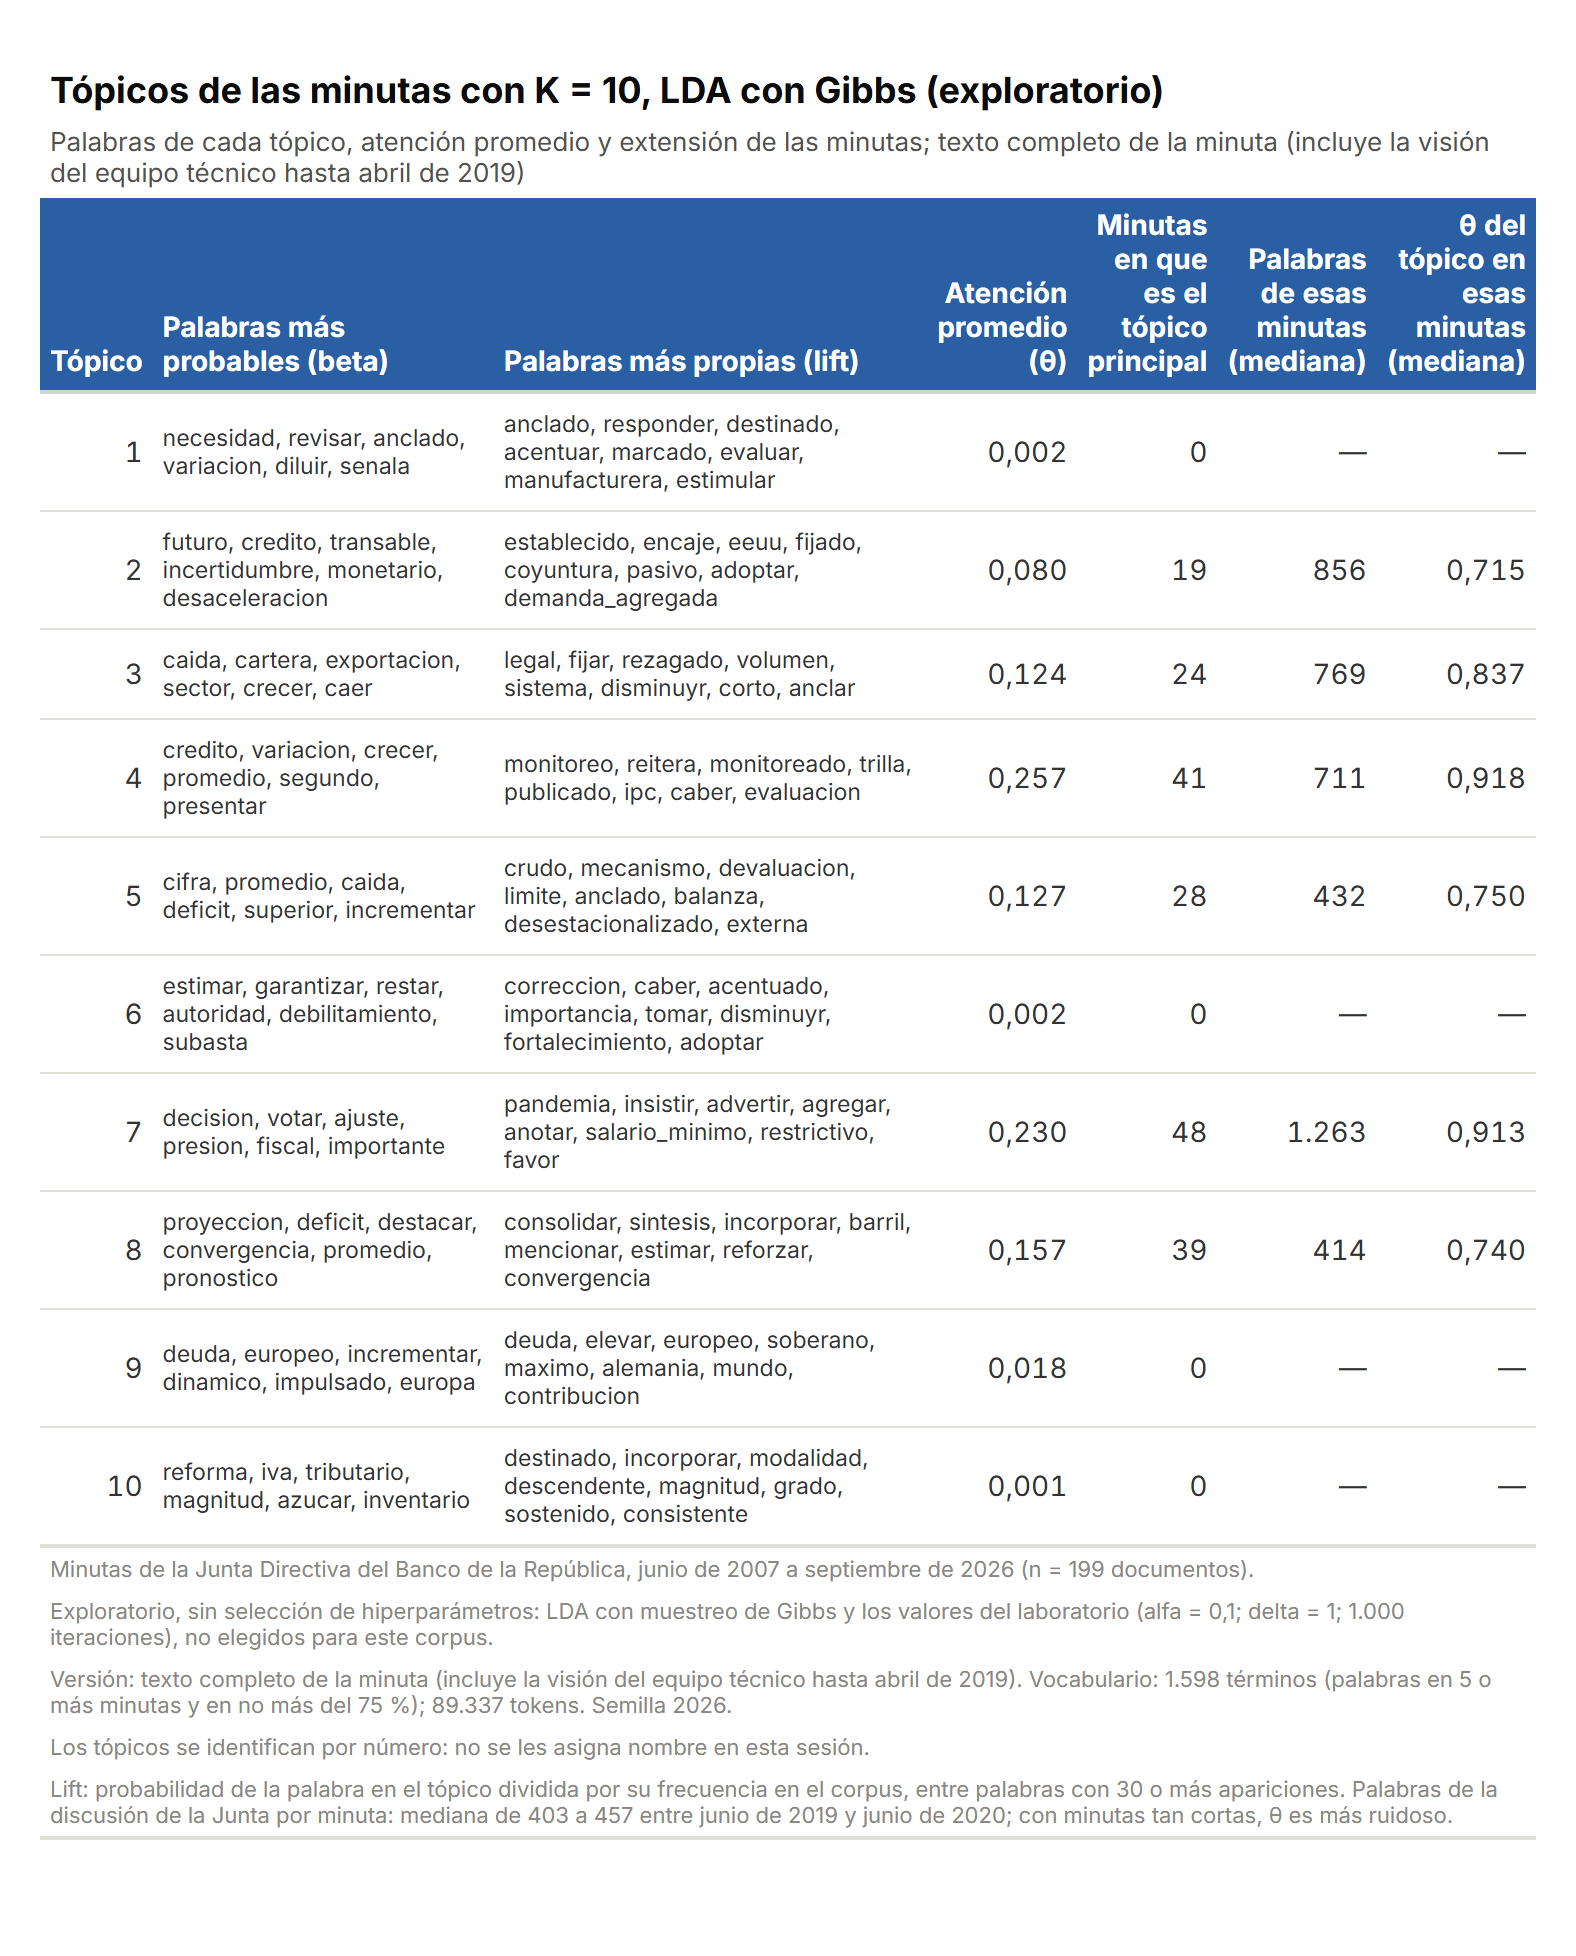 Tópicos de las minutas con K = 10, LDA con Gibbs (exploratorio)
Palabras de cada tópico, atención promedio y extensión de las minutas; texto completo de la minuta (incluye la visión
del equipo técnico hasta abril de 2019)
Tópico
Palabras más
probables (beta)
Palabras más propias (lift)
Atención
promedio
(θ)
Minutas
en que
es el
tópico
principal
Palabras
de esas
minutas
(mediana)
θ del
tópico en
esas
minutas
(mediana)
1
necesidad, revisar, anclado,
variacion, diluir, senala
anclado, responder, destinado,
acentuar, marcado, evaluar,
manufacturera, estimular
0,002
0
—
—
2
futuro, credito, transable,
incertidumbre, monetario,
desaceleracion
establecido, encaje, eeuu, fijado,
coyuntura, pasivo, adoptar,
demanda_agregada
0,080
19
856
0,715
3
caida, cartera, exportacion,
sector, crecer, caer
legal, fijar, rezagado, volumen,
sistema, disminuyr, corto, anclar
0,124
24
769
0,837
4
credito, variacion, crecer,
promedio, segundo,
presentar
monitoreo, reitera, monitoreado, trilla,
publicado, ipc, caber, evaluacion
0,257
41
711
0,918
5
cifra, promedio, caida,
deficit, superior, incrementar
crudo, mecanismo, devaluacion,
limite, anclado, balanza,
desestacionalizado, externa
0,127
28
432
0,750
6
estimar, garantizar, restar,
autoridad, debilitamiento,
subasta
correccion, caber, acentuado,
importancia, tomar, disminuyr,
fortalecimiento, adoptar
0,002
0
—
—
7
decision, votar, ajuste,
presion, fiscal, importante
pandemia, insistir, advertir, agregar,
anotar, salario_minimo, restrictivo,
favor
0,230
48
1.263
0,913
8
proyeccion, deficit, destacar,
convergencia, promedio,
pronostico
consolidar, sintesis, incorporar, barril,
mencionar, estimar, reforzar,
convergencia
0,157
39
414
0,740
9
deuda, europeo, incrementar,
dinamico, impulsado, europa
deuda, elevar, europeo, soberano,
maximo, alemania, mundo,
contribucion
0,018
0
—
—
10
reforma, iva, tributario,
magnitud, azucar, inventario
destinado, incorporar, modalidad,
descendente, magnitud, grado,
sostenido, consistente
0,001
0
—
—
Minutas de la Junta Directiva del Banco de la República, junio de 2007 a septiembre de 2026 (n = 199 documentos).
Exploratorio, sin selección de hiperparámetros: LDA con muestreo de Gibbs y los valores del laboratorio (alfa = 0,1; delta = 1; 1.000
iteraciones), no elegidos para este corpus.
Versión: texto completo de la minuta (incluye la visión del equipo técnico hasta abril de 2019). Vocabulario: 1.598 términos (palabras en 5 o
más minutas y en no más del 75 %); 89.337 tokens. Semilla 2026.
Los tópicos se identifican por número: no se les asigna nombre en esta sesión.
Lift: probabilidad de la palabra en el tópico dividida por su frecuencia en el corpus, entre palabras con 30 o más apariciones. Palabras de la
discusión de la Junta por minuta: mediana de 403 a 457 entre junio de 2019 y junio de 2020; con minutas tan cortas, θ es más ruidoso.